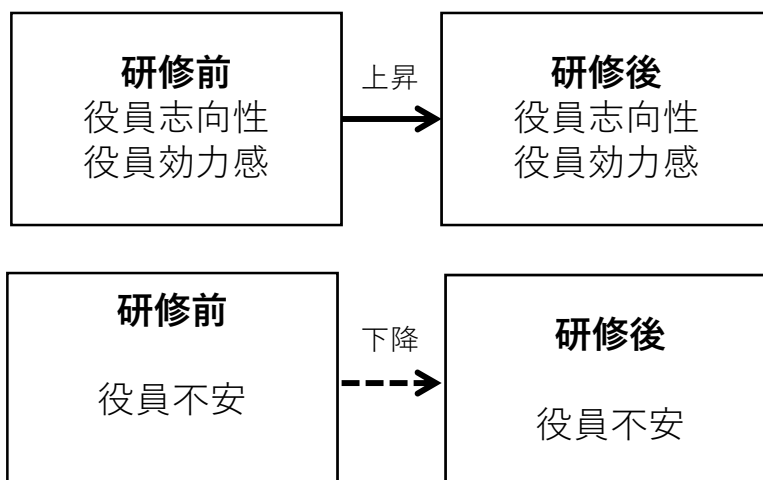 研修前
役員志向性
役員効力感
上昇
研修後
役員志向性
役員効力感
研修前
役員不安
下降
研修後
役員不安